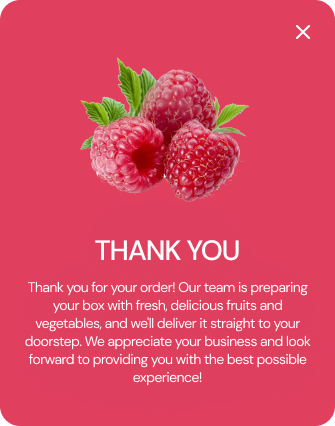 THANK YOU
Thank you for your order! Our team is preparing
your box with fresh, delicious fruits and
vegetables, and we'll deliver it straight to your
doorstep. We appreciate your business and look
forward to providing you with the best possible
experience!